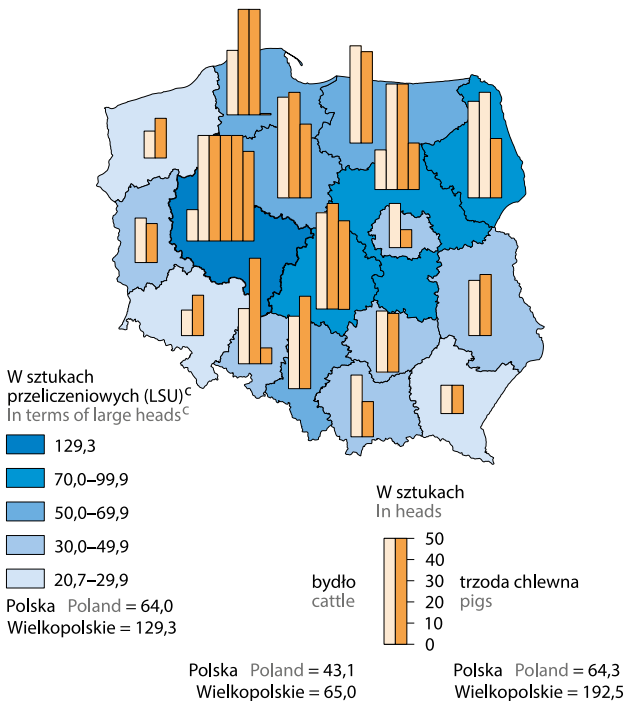 W sztukach
przeliczeniowych (LSU)ᶜ
In terms of large headsᶜ
129,3
70,0–99,9
50,0–69,9
30,0–49,9
20,7–29,9
Polska Poland = 64,0
Wielkopolskie = 129,3
W sztukach
In heads
bydło
cattle
50
40
30
20
10
0
trzoda chlewna
pigs
Polska Poland = 43,1
Wielkopolskie = 65,0
Polska Poland = 64,3
Wielkopolskie = 192,5